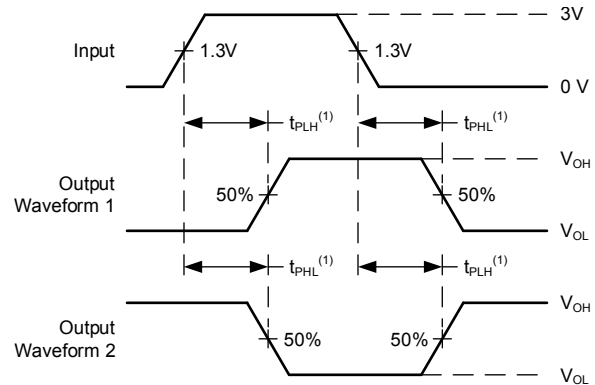 3V
Input
1.3V
1.3V
0 V
tPLH(1)
tPHL(1)
VOH
Output
Waveform 1
50%
50%
VOL
tPHL(1)
tPLH(1)
VOH
Output
Waveform 2
50%
50%
VOL